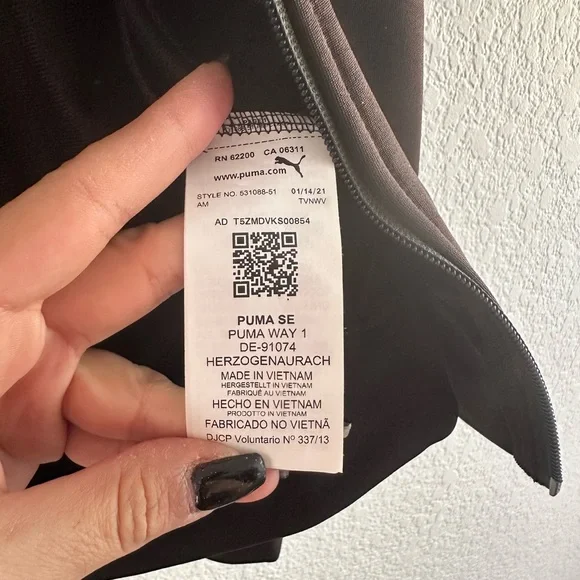 RN 62200 CA 06311
www.puma.com
STYLE NO. 531088-51 01/14/21
AM TVNWV
AD T5ZMDVKS00854
PUMA SE
PUMA WAY 1
DE-91074
HERZOGENAURACH
MADE IN VIETNAM
HERGESTELLT IN VIETNAM
FABRIQUÉ AU VIETNAM
HECHO EN VIETNAM
PRODOTTO IN VIETNAM
FABRICADO NO VIETNÃ
DJCP Voluntario Nº 337/13